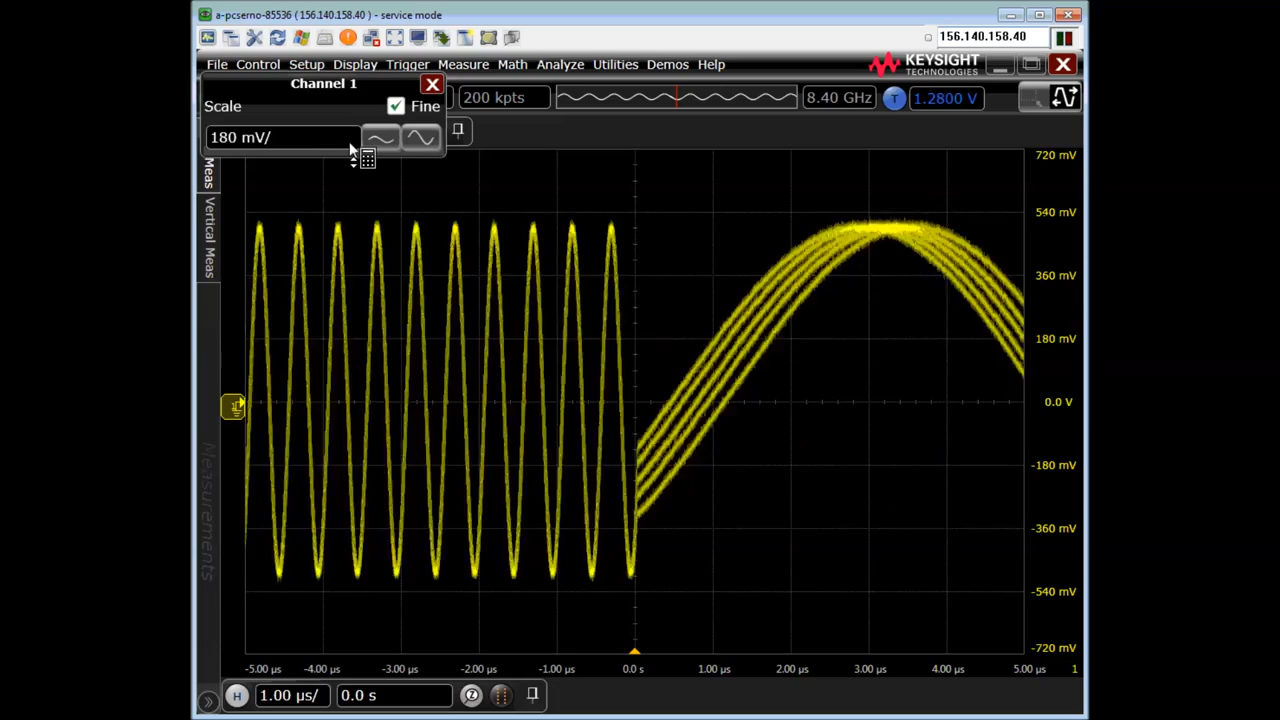 a-pcserno-85536 ( 156.140.158.40 ) - service mode
156.140.158.40
File Control Setup Display Trigger Measure Math Analyze Utilities Demos Help
KEYSIGHT
TECHNOLOGIES
Channel 1
Scale Fine
200 kpts 8.40 GHz T 1.2800 V
180 mV/
Meas
Vertical Meas
Measurements
720 mV
540 mV
360 mV
180 mV
0.0 V
-180 mV
-360 mV
-540 mV
-720 mV
-5.00 µs -4.00 µs -3.00 µs -2.00 µs -1.00 µs 0.0 s 1.00 µs 2.00 µs 3.00 µs 4.00 µs 5.00 µs 1
H 1.00 µs/ 0.0 s